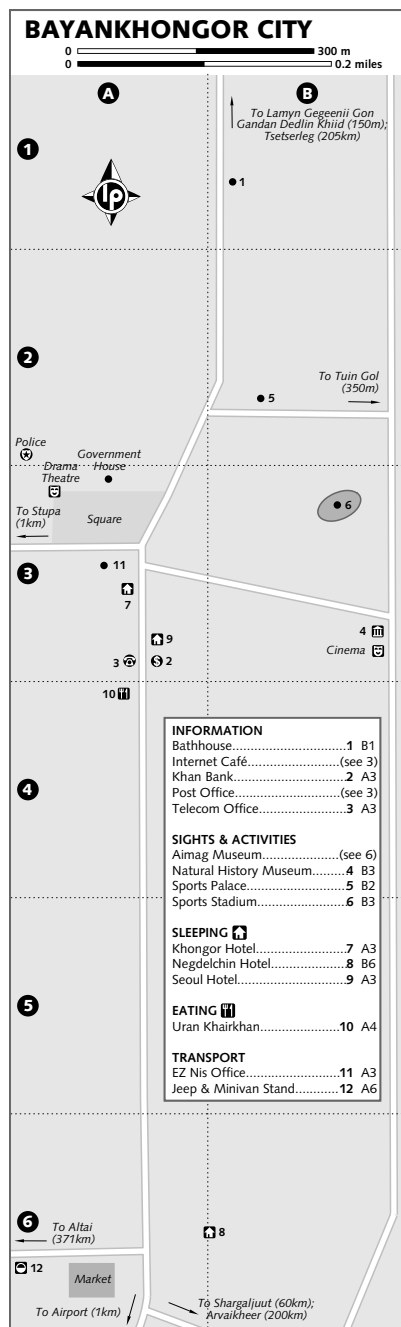 BAYANKHONGOR CITY
0 300 m
0 0.2 miles
A
B
To Lamyn Gegeenii Gon
Gandan Dedlin Khiid (150m);
Tsetserleg (205km)
1
1
lp
2
To Tuin Gol
(350m)
5
Police
Government
House
Drama
Theatre
To Stupa
(1km)
Square
6
3
11
7
9
4
Cinema
3
$ 2
10
4
INFORMATION
Bathhouse................................1 B1
Internet Café........................(see 3)
Khan Bank................................2 A3
Post Office............................(see 3)
Telecom Office........................3 A3
SIGHTS & ACTIVITIES
Aimag Museum......................(see 6)
Natural History Museum.........4 B3
Sports Palace............................5 B2
Sports Stadium.........................6 B3
SLEEPING
Khongor Hotel..........................7 A3
Negdelchin Hotel.....................8 B6
Seoul Hotel..............................9 A3
EATING
Uran Khairkhan......................10 A4
TRANSPORT
EZ Nis Office...........................11 A3
Jeep & Minivan Stand............12 A6
5
6
To Altai
(371km)
8
12
Market
To Airport (1km)
To Shargaljuut (60km);
Arvaikheer (200km)